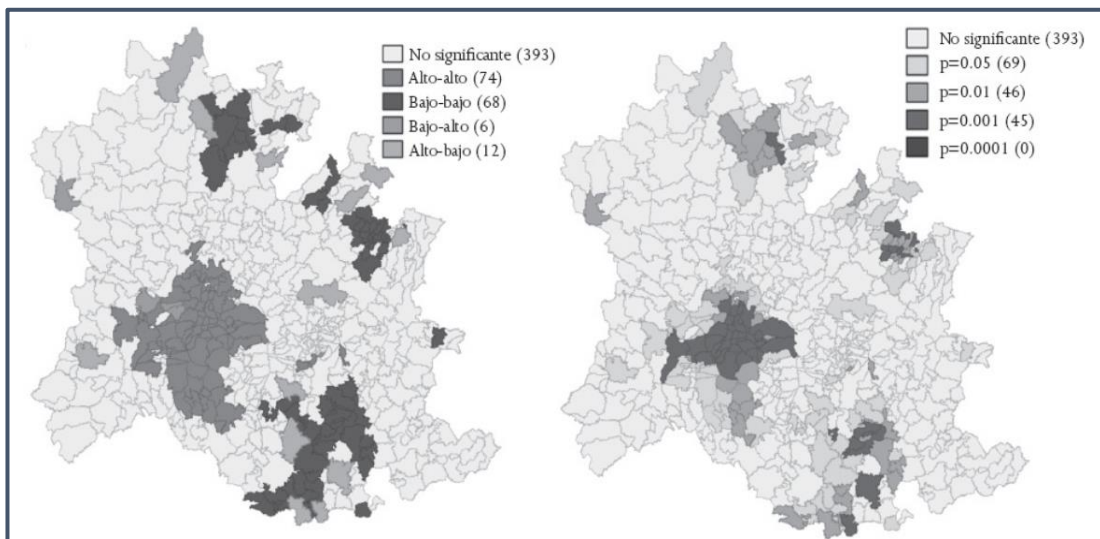 No significante (393)
Alto-alto (74)
Bajo-bajo (68)
Bajo-alto (6)
Alto-bajo (12)
No significante (393)
p=0.05 (69)
p=0.01 (46)
p=0.001 (45)
p=0.0001 (0)